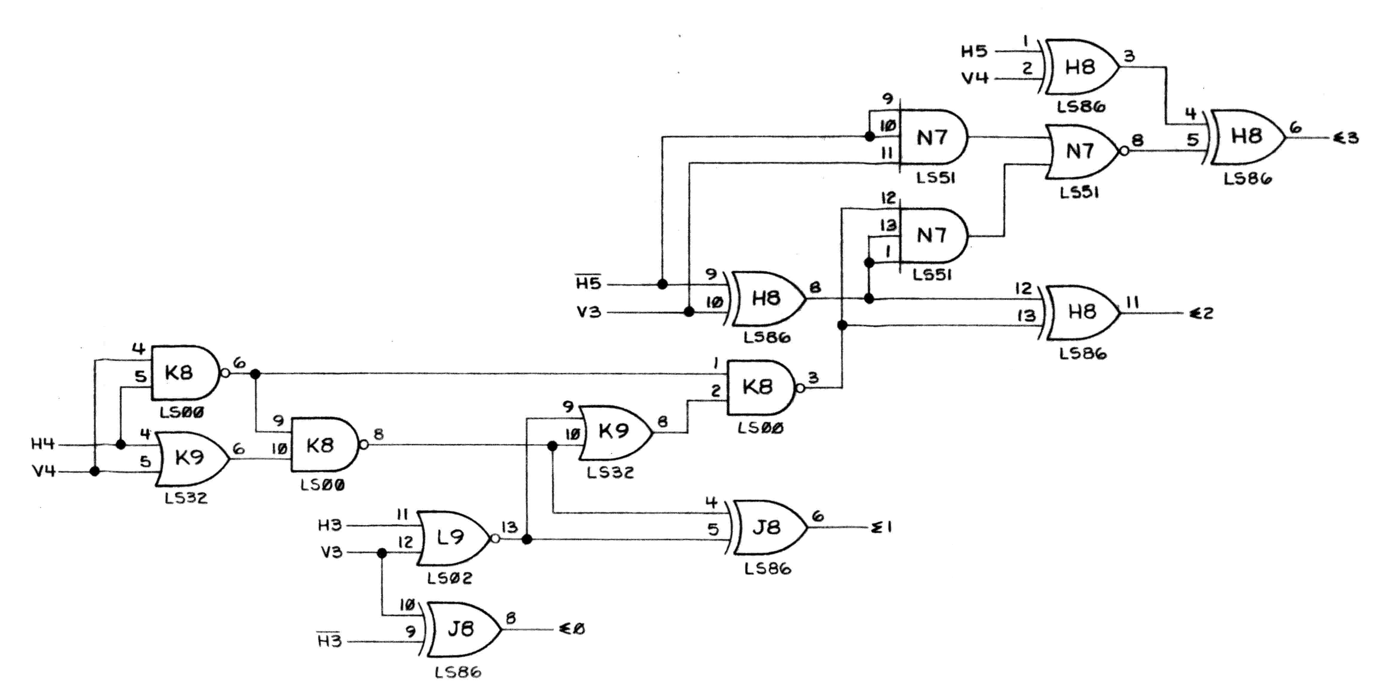 H5 1
V4 2
H8 3
LS86
4
5
H8 6 Σ3
LS86
9
10
11
N7
LS51
N7 8
LS51
12
13
1
N7
LS51
H̅5̅ 9
V3 10
H8 8
LS86
12
13
H8 11 Σ2
LS86
4
5
K8 6
LS00
1
2
K8 3
LS00
H4 4
V4 5
K9 6
LS32
9
10
K8 8
LS00
9
10
K9 8
LS32
4
5
J8 6 Σ1
LS86
H3 11
V3 12
L9 13
LS02
10
H̅3̅ 9
J8 8 Σ0
LS86